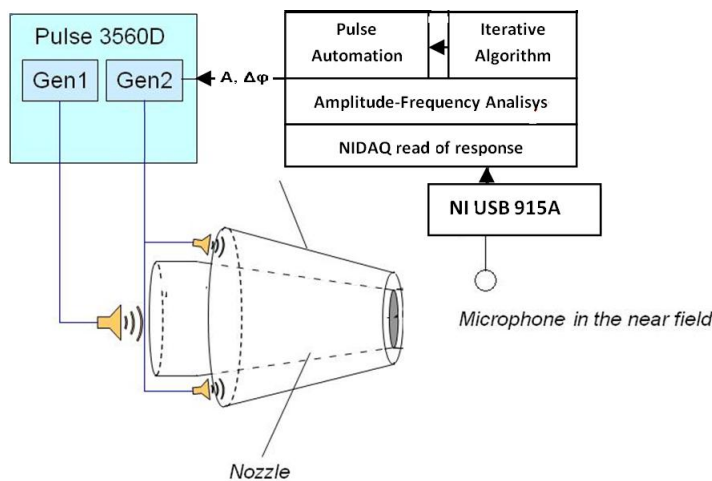 Pulse 3560D
Gen1
Gen2
A, Δφ
Pulse
Automation
Iterative
Algorithm
Amplitude-Frequency Analisys
NIDAQ read of response
NI USB 915A
Microphone in the near field
Nozzle